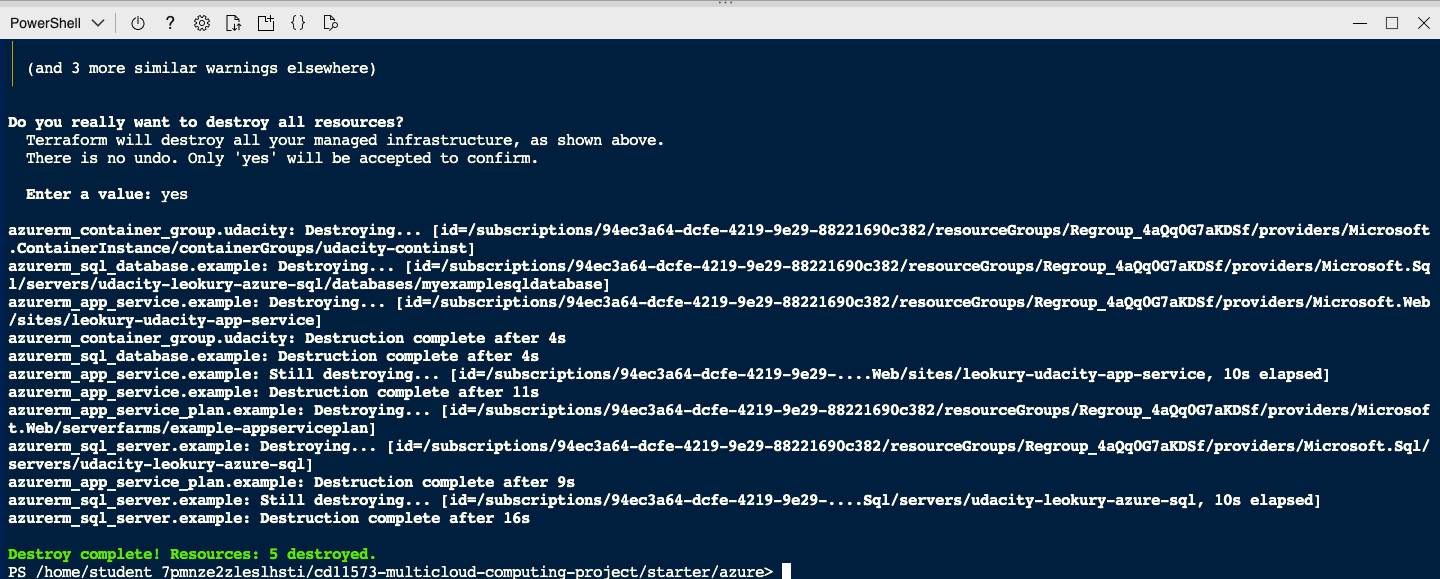 PowerShell
(and 3 more similar warnings elsewhere)
Do you really want to destroy all resources?
Terraform will destroy all your managed infrastructure, as shown above.
There is no undo. Only 'yes' will be accepted to confirm.
Enter a value: yes
azurerm_container_group.udacity: Destroying... [id=/subscriptions/94ec3a64-dcfe-4219-9e29-88221690c382/resourceGroups/Regroup_4aQq0G7aKDSf/providers/Microsoft
.ContainerInstance/containerGroups/udacity-continst]
azurerm_sql_database.example: Destroying... [id=/subscriptions/94ec3a64-dcfe-4219-9e29-88221690c382/resourceGroups/Regroup_4aQq0G7aKDSf/providers/Microsoft.Sq
l/servers/udacity-leokury-azure-sql/databases/myexamplesqldatabase]
azurerm_app_service.example: Destroying... [id=/subscriptions/94ec3a64-dcfe-4219-9e29-88221690c382/resourceGroups/Regroup_4aQq0G7aKDSf/providers/Microsoft.Web
/sites/leokury-udacity-app-service]
azurerm_container_group.udacity: Destruction complete after 4s
azurerm_sql_database.example: Destruction complete after 4s
azurerm_app_service.example: Still destroying... [id=/subscriptions/94ec3a64-dcfe-4219-9e29-....Web/sites/leokury-udacity-app-service, 10s elapsed]
azurerm_app_service.example: Destruction complete after 11s
azurerm_app_service_plan.example: Destroying... [id=/subscriptions/94ec3a64-dcfe-4219-9e29-88221690c382/resourceGroups/Regroup_4aQq0G7aKDSf/providers/Microsof
t.Web/serverfarms/example-appserviceplan]
azurerm_sql_server.example: Destroying... [id=/subscriptions/94ec3a64-dcfe-4219-9e29-88221690c382/resourceGroups/Regroup_4aQq0G7aKDSf/providers/Microsoft.Sql/
servers/udacity-leokury-azure-sql]
azurerm_app_service_plan.example: Destruction complete after 9s
azurerm_sql_server.example: Still destroying... [id=/subscriptions/94ec3a64-dcfe-4219-9e29-....Sql/servers/udacity-leokury-azure-sql, 10s elapsed]
azurerm_sql_server.example: Destruction complete after 16s
Destroy complete! Resources: 5 destroyed.
PS /home/student_7pmnze2zleslhsti/cd11573-multicloud-computing-project/starter/azure>